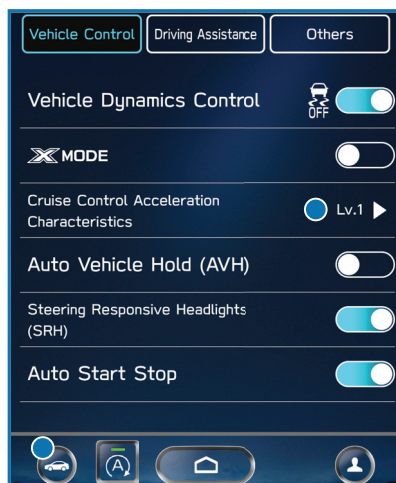 Vehicle Control Driving Assistance Others
Vehicle Dynamics Control
OFF
X MODE
Cruise Control Acceleration
Characteristics
Lv.1
Auto Vehicle Hold (AVH)
Steering Responsive Headlights
(SRH)
Auto Start Stop
A